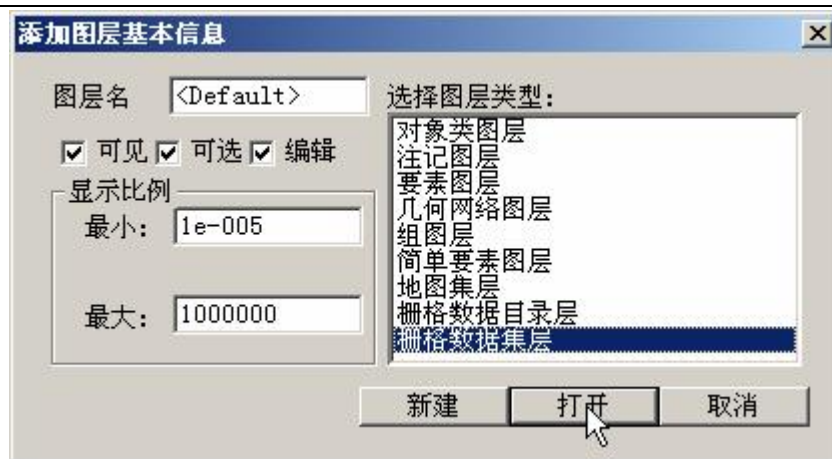 添加图层基本信息
图层名 <Default>
可见 可选 编辑
显示比例
最小： 1e-005
最大： 1000000
选择图层类型：
对象类图层
注记图层
要素图层
几何网络图层
组图层
简单要素图层
地图集层
栅格数据目录层
栅格数据集层
新建 打开 取消